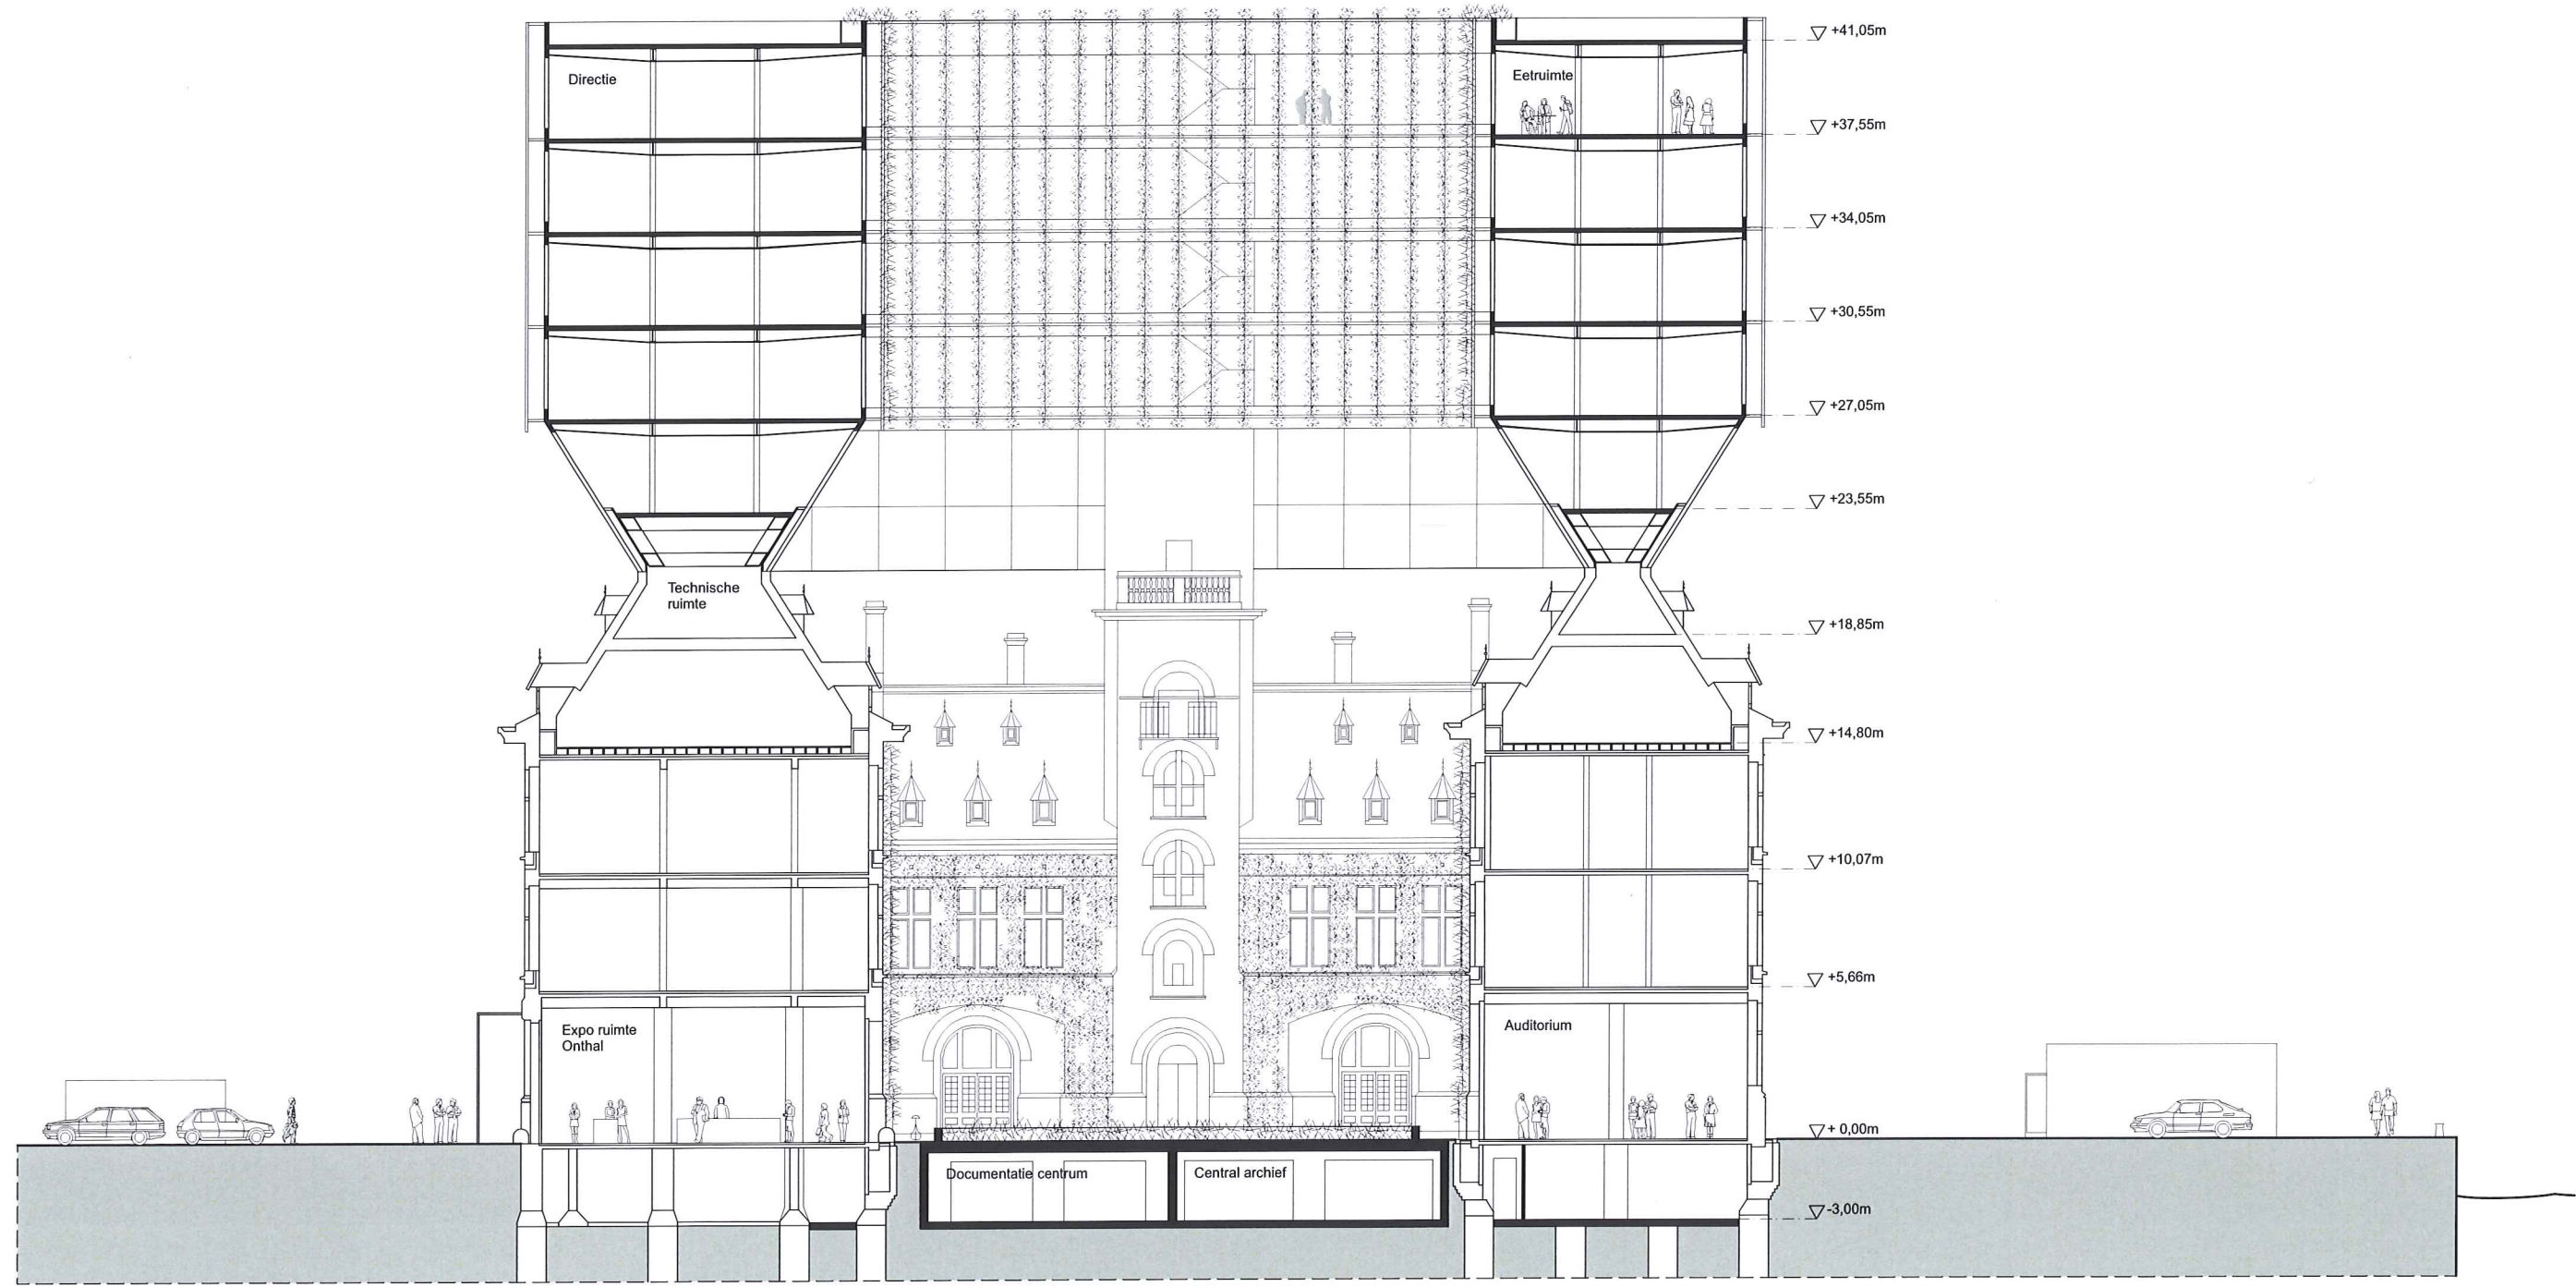 +41,05m
Directie
Eetruimte
+37,55m
+34,05m
+30,55m
+27,05m
+23,55m
Technische
ruimte
+18,85m
+14,80m
+10,07m
+5,66m
Expo ruimte
Onthal
Auditorium
+ 0,00m
Documentatie centrum
Central archief
-3,00m